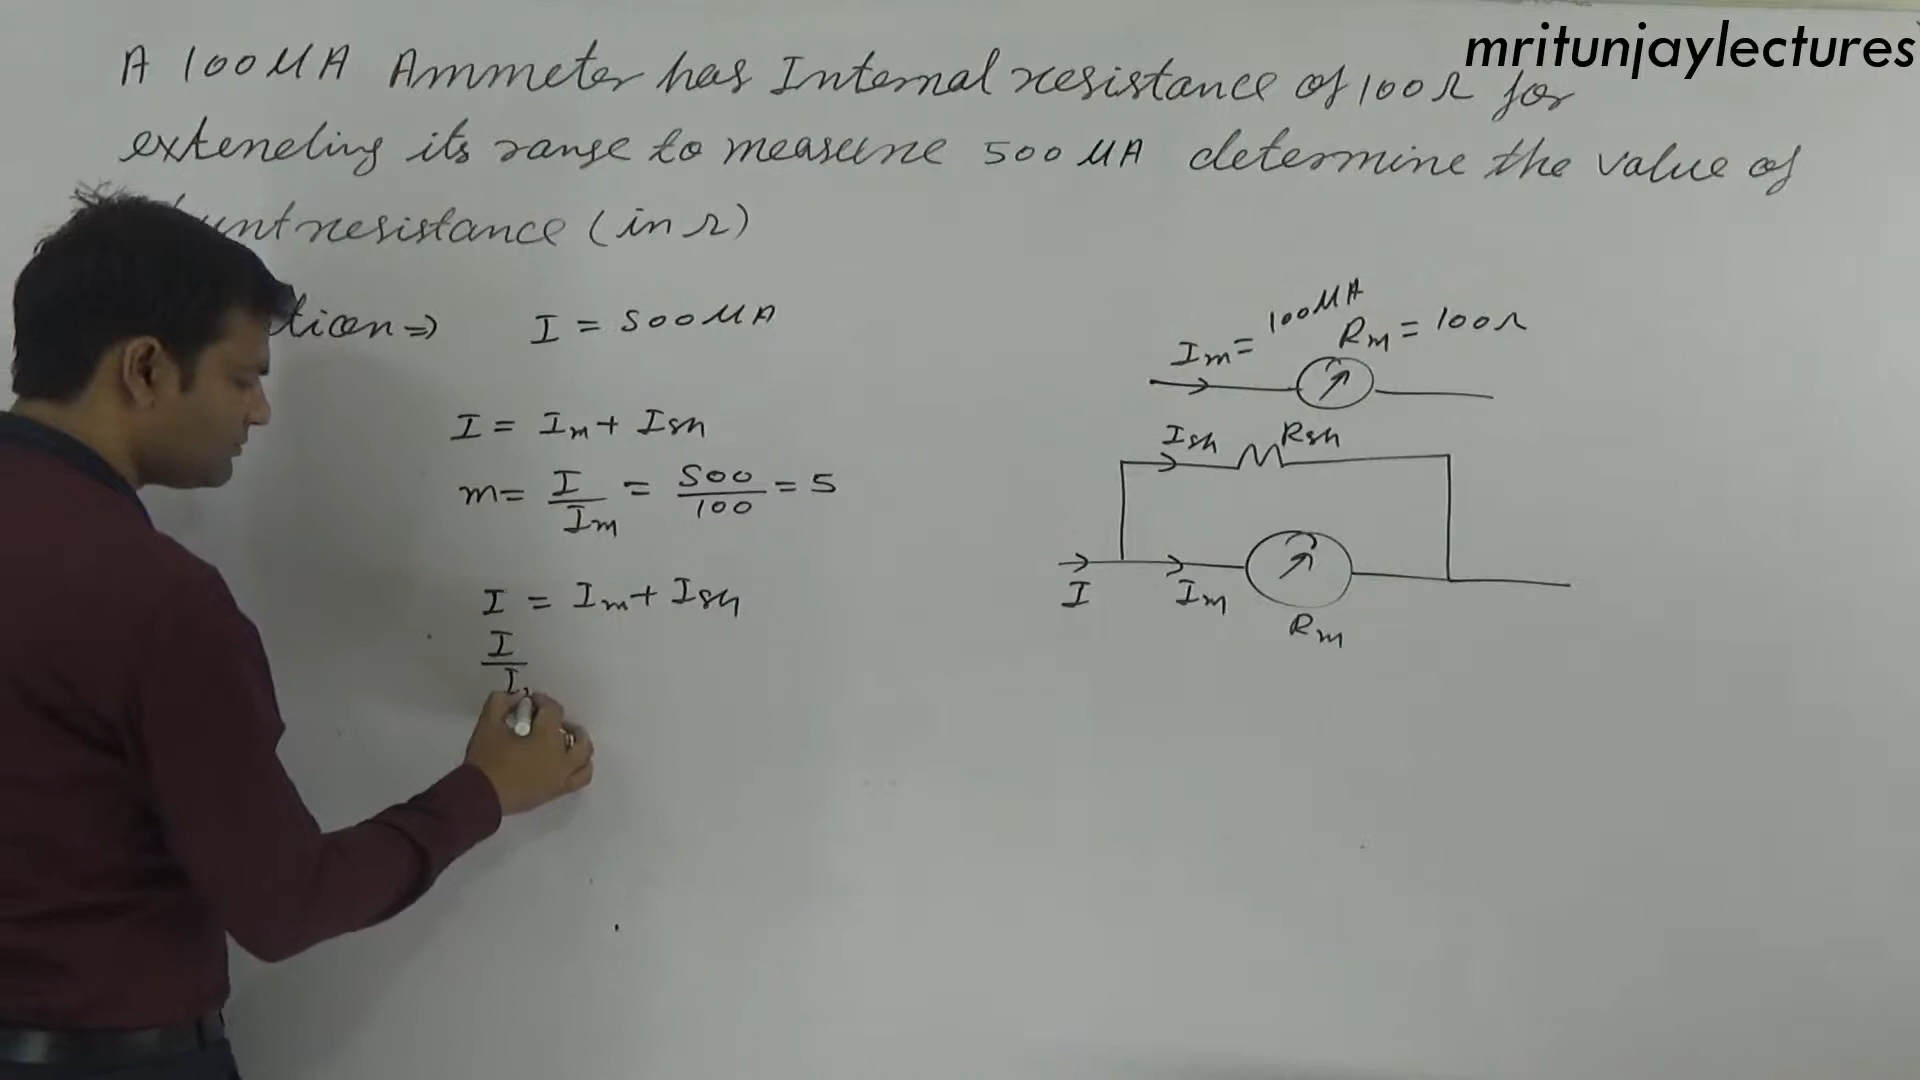 mritunjaylectures
A 100 μA Ammeter has Internal resistance of 100 Ω for
extending its range to measure 500 μA determine the value of
resistance (in Ω)
I = 500 μA
I = Im + Ish
m = I/Im = 500/100 = 5
I = Im + Ish
I
Im = 100 μA
Rm = 100 Ω
Ish Rsh
I Im
Rm